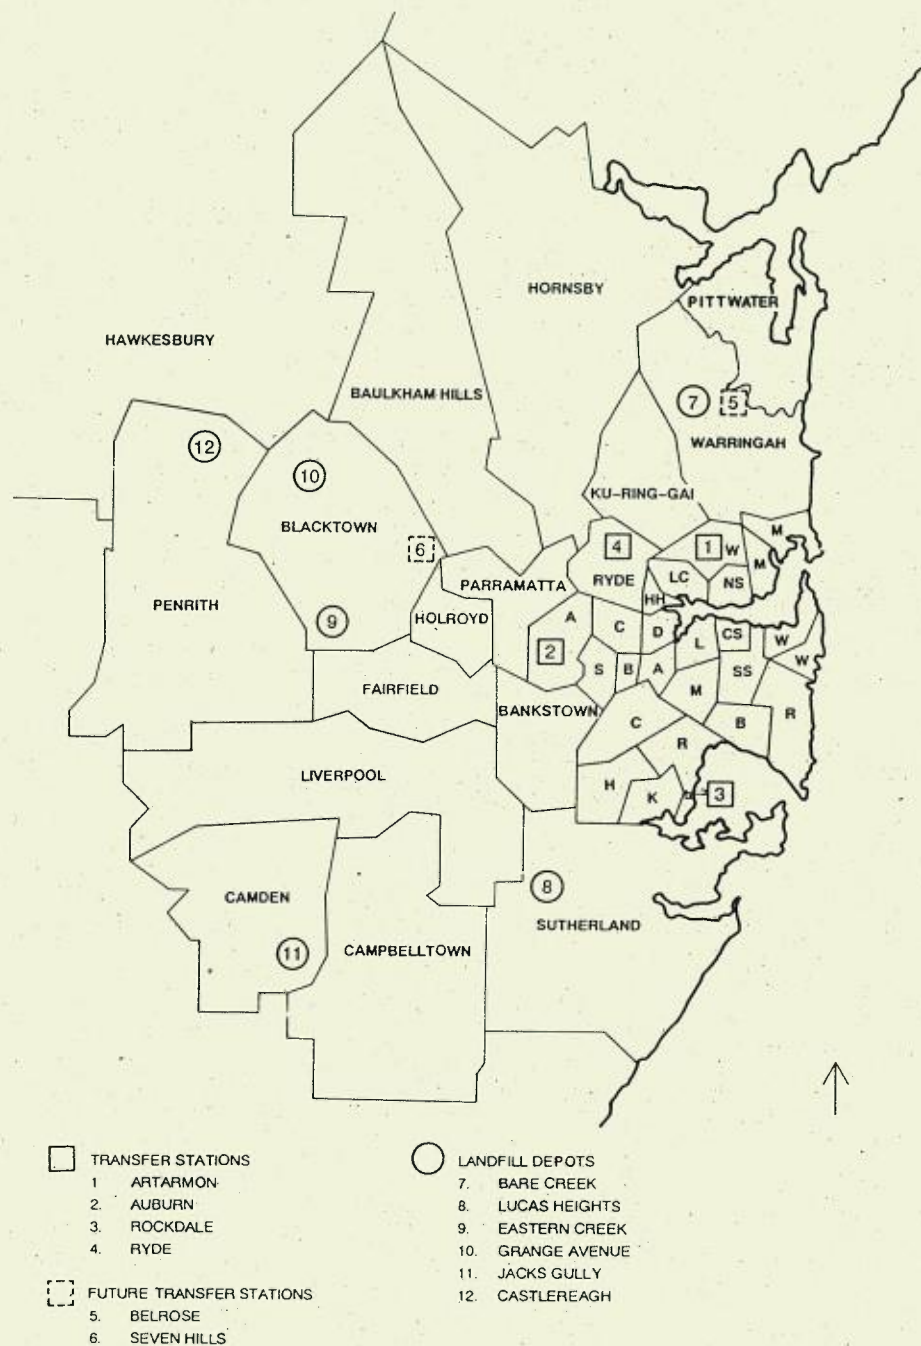 HORNSBY
PITTWATER
HAWKESBURY
BAULKHAM HILLS
7
5
WARRINGAH
12
10
KU-RING-GAI
BLACKTOWN
M
6
4
1
W
M
PARRAMATTA
RYDE
LC
NS
PENRITH
HH
HOLROYD
A
9
C
D
L
CS
W
2
S
B
A
SS
W
FAIRFIELD
M
BANKSTOWN
C
B
R
R
LIVERPOOL
H
K
3
8
CAMDEN
SUTHERLAND
11
CAMPBELLTOWN
TRANSFER STATIONS
1 ARTARMON
2. AUBURN
3. ROCKDALE
4. RYDE
FUTURE TRANSFER STATIONS
5. BELROSE
6. SEVEN HILLS
LANDFILL DEPOTS
7. BARE CREEK
8. LUCAS HEIGHTS
9. EASTERN CREEK
10. GRANGE AVENUE
11. JACKS GULLY
12. CASTLEREAGH